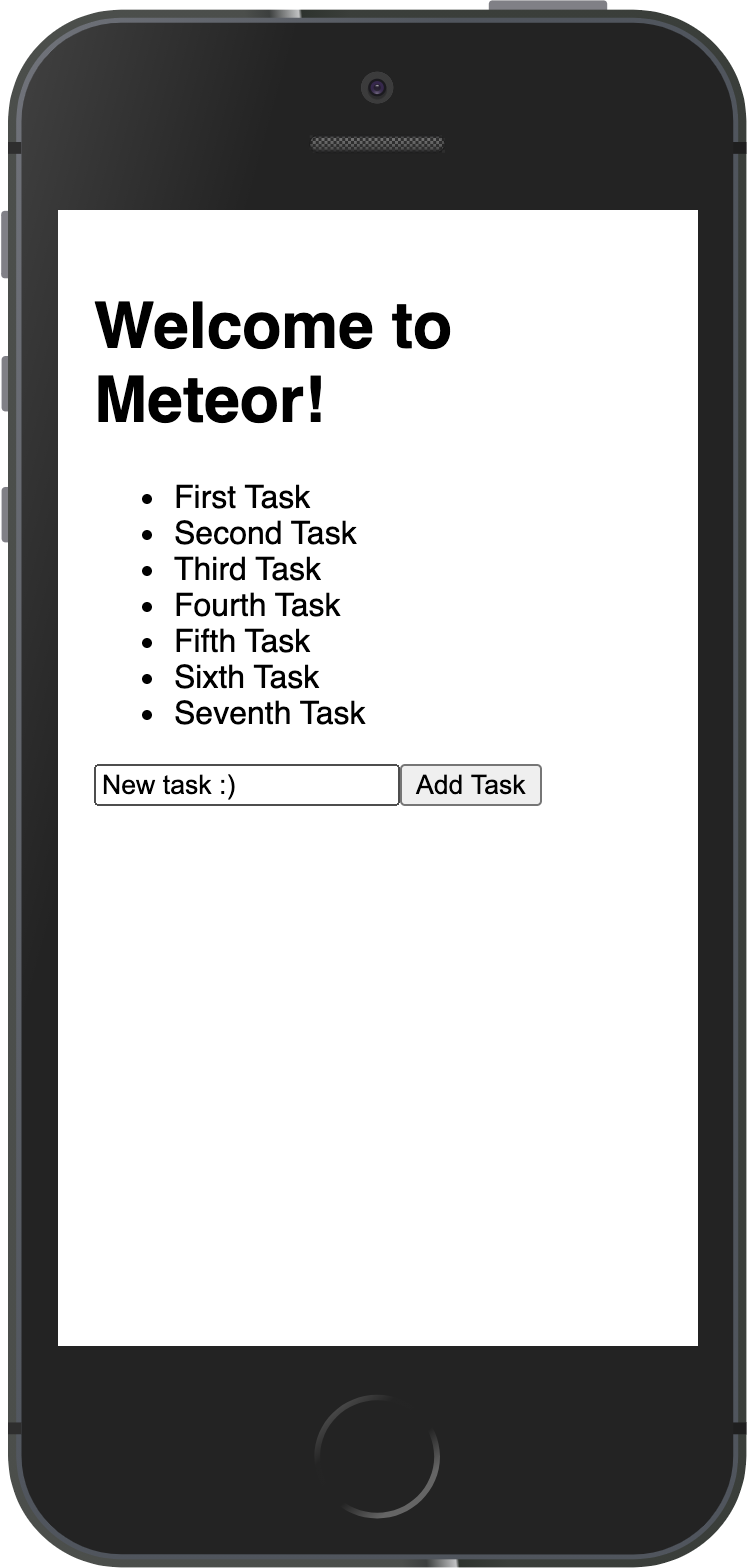 Welcome to
Meteor!
First Task
Second Task
Third Task
Fourth Task
Fifth Task
Sixth Task
Seventh Task
New task :) Add Task